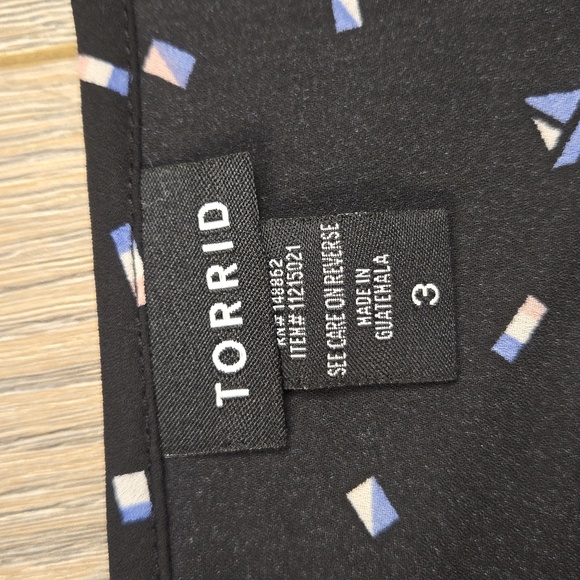 TORRID
RN# 148862
ITEM# 11215021
SEE CARE ON REVERSE
MADE IN
GUATEMALA
3